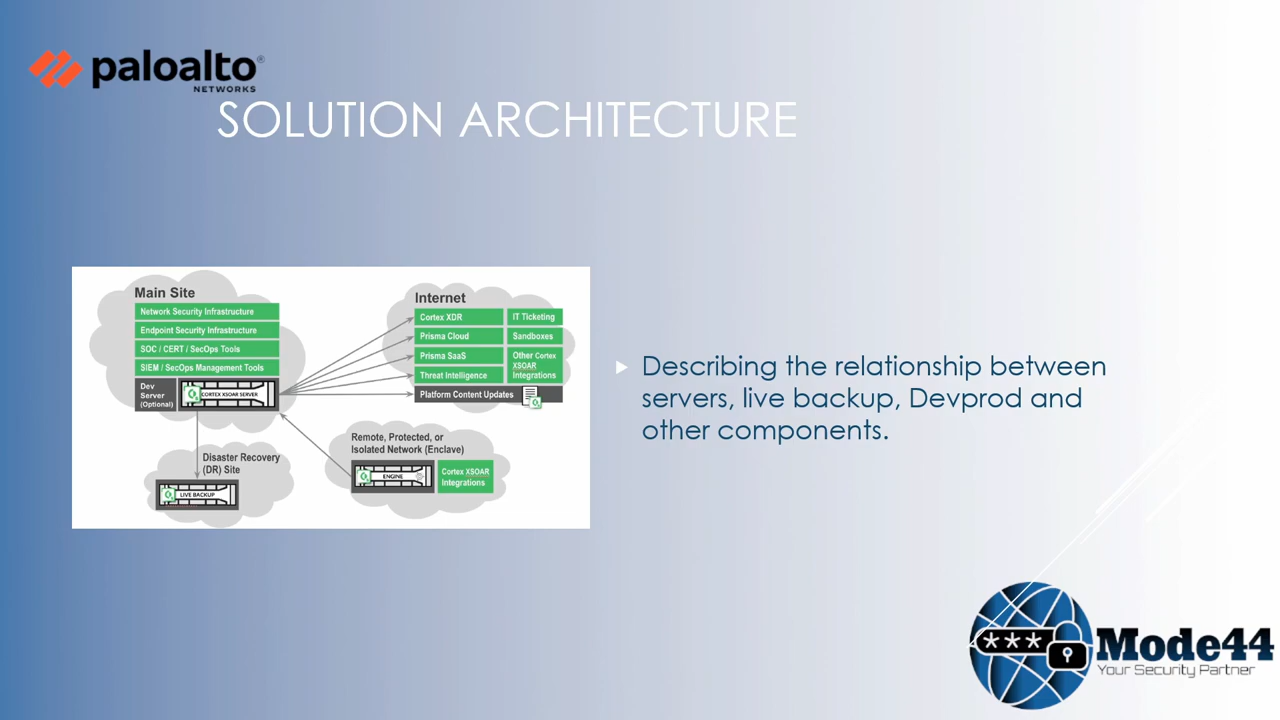 paloalto®
NETWORKS
SOLUTION ARCHITECTURE
Main Site
Network Security Infrastructure
Endpoint Security Infrastructure
SOC / CERT / SecOps Tools
SIEM / SecOps Management Tools
Dev
Server
(Optional)
CORTEX XSOAR SERVER
Internet
Cortex XDR
IT Ticketing
Prisma Cloud
Sandboxes
Prisma SaaS
Other Cortex
XSOAR
Integrations
Threat Intelligence
Platform Content Updates
Disaster Recovery
(DR) Site
LIVE BACKUP
Remote, Protected, or
Isolated Network (Enclave)
ENGINE
Cortex XSOAR
Integrations
Describing the relationship between
servers, live backup, Devprod and
other components.
***
Mode44
Your Security Partner